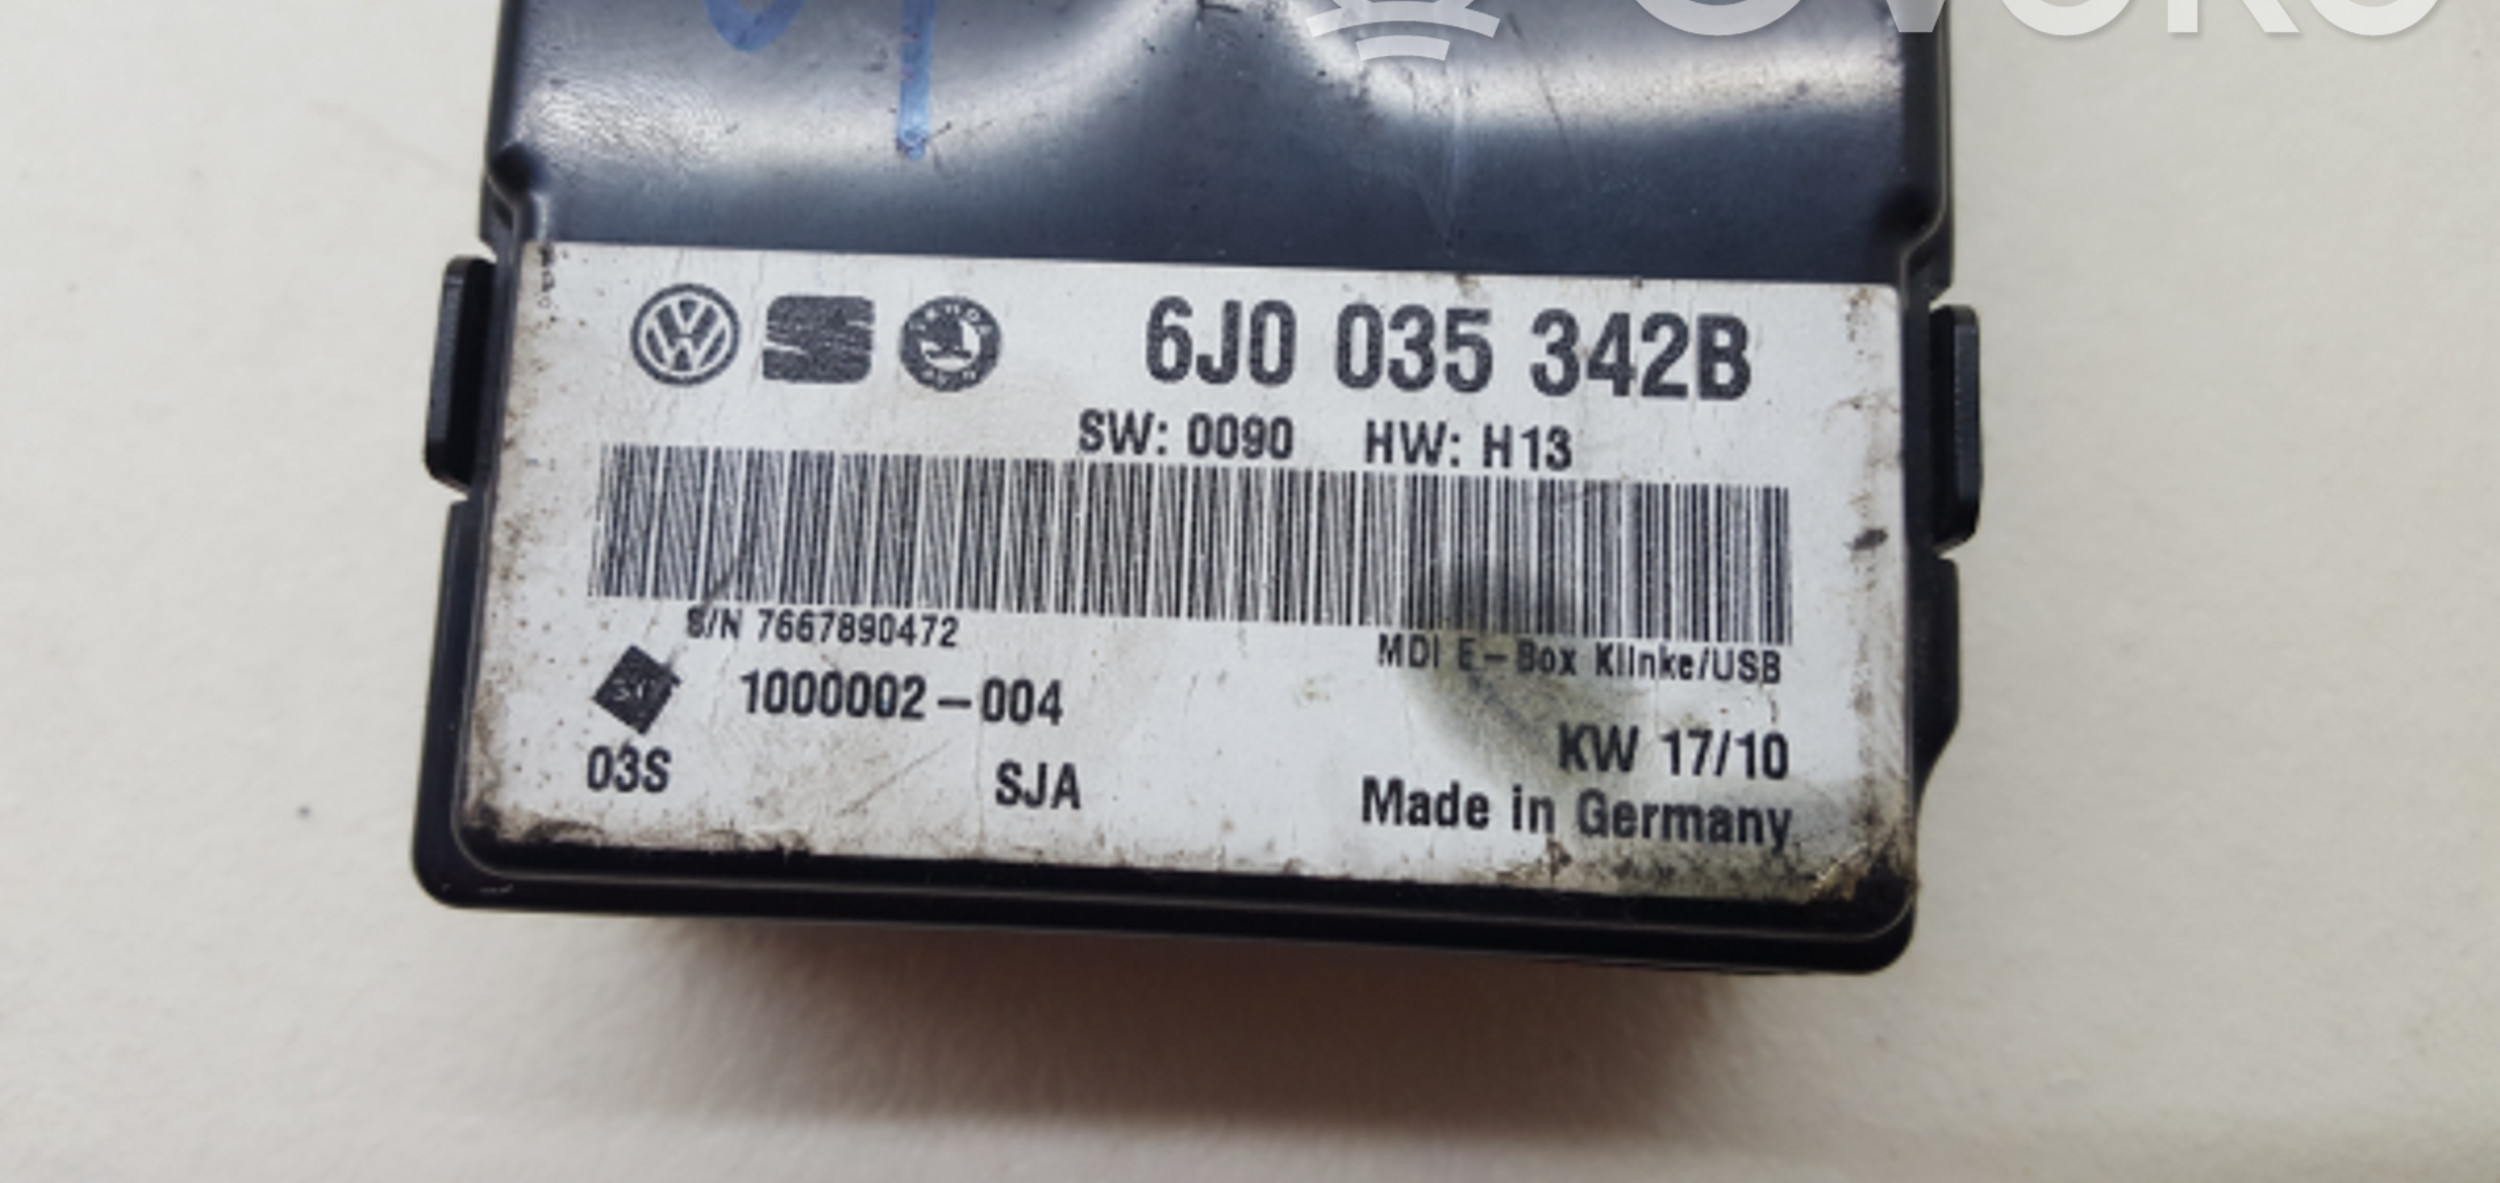 6J0 035 342B
SW: 0090 HW: H13
S/N 7667890472
MDI E-Box Klinke/USB
1000002-004
KW 17/10
03S
SJA
Made in Germany